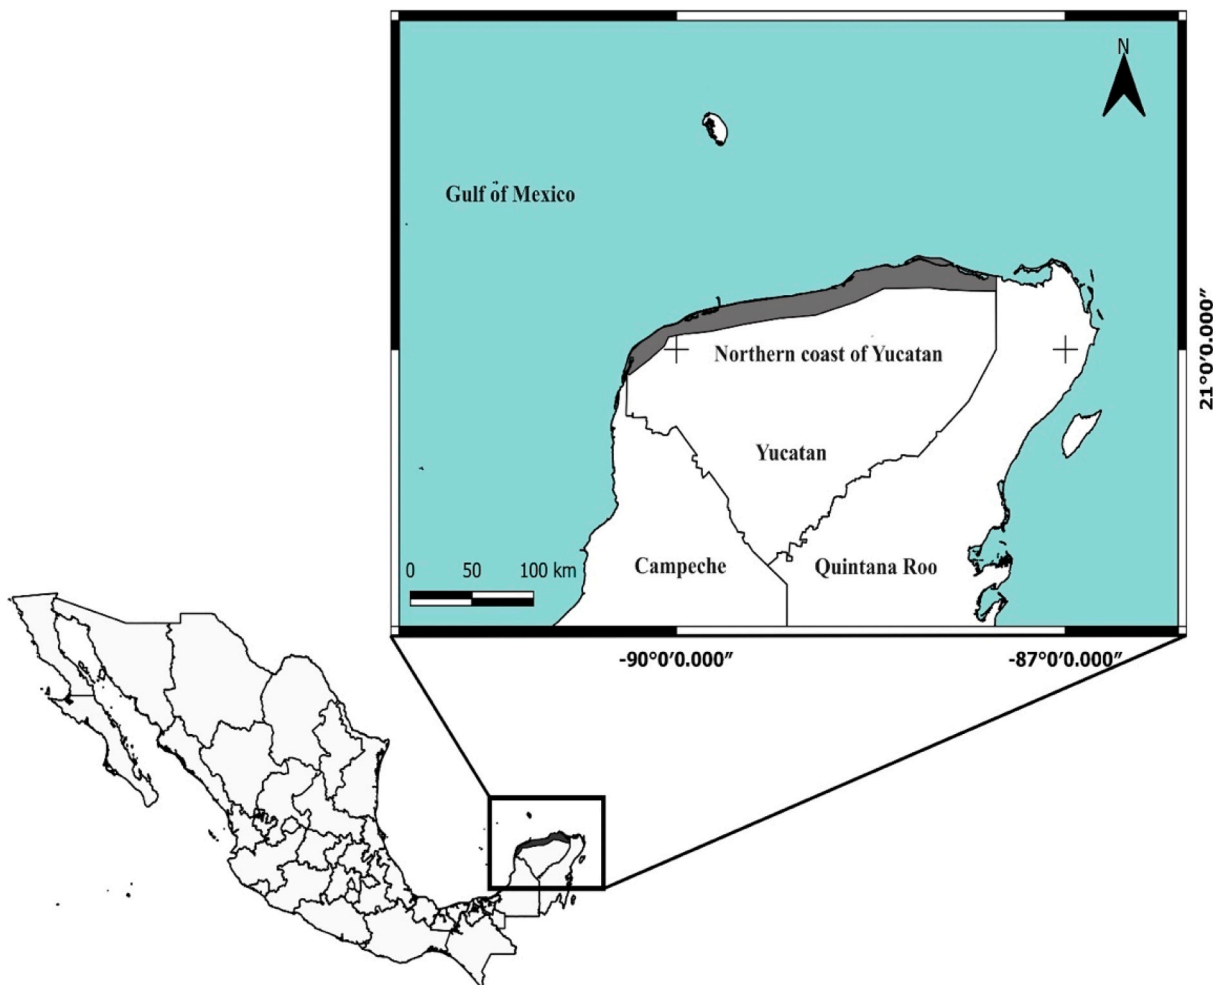 N
Gulf of Mexico
21°0′0.000″
Northern coast of Yucatan
Yucatan
Campeche
Quintana Roo
0 50 100 km
-90°0′0.000″
-87°0′0.000″